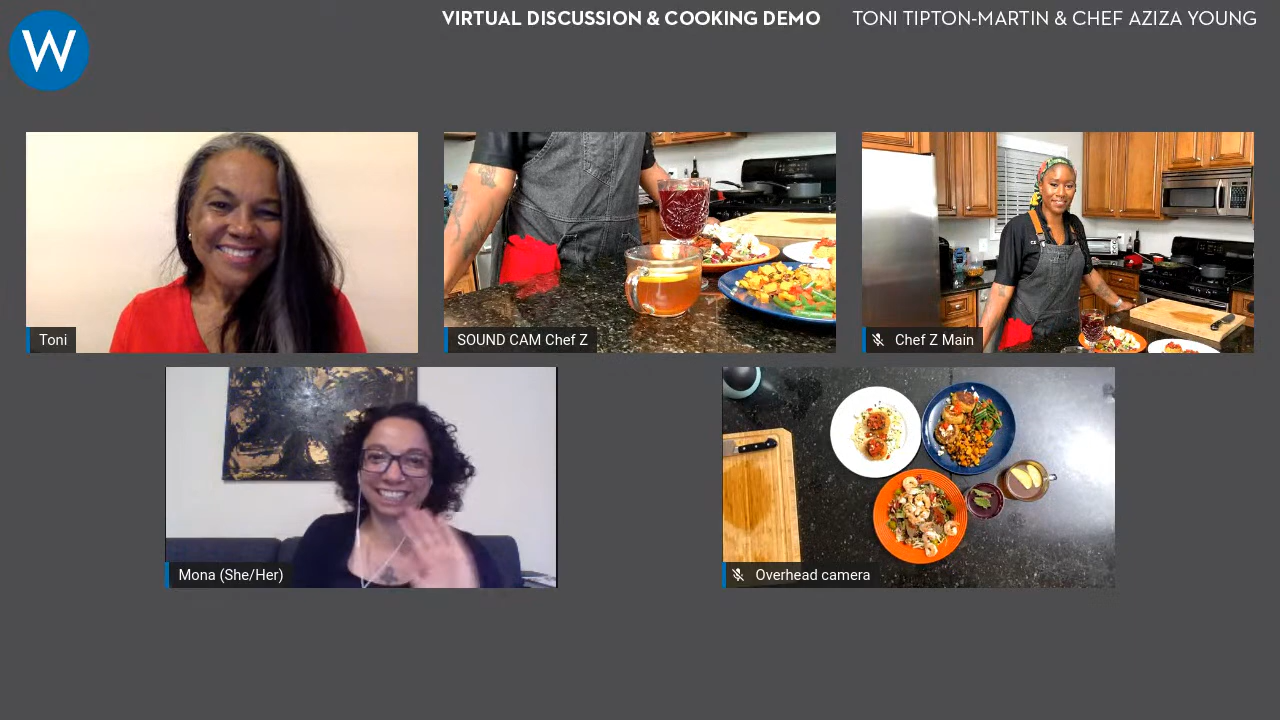 VIRTUAL DISCUSSION & COOKING DEMO TONI TIPTON-MARTIN & CHEF AZIZA YOUNG
W
Toni
SOUND CAM Chef Z
Chef Z Main
Mona (She/Her)
Overhead camera